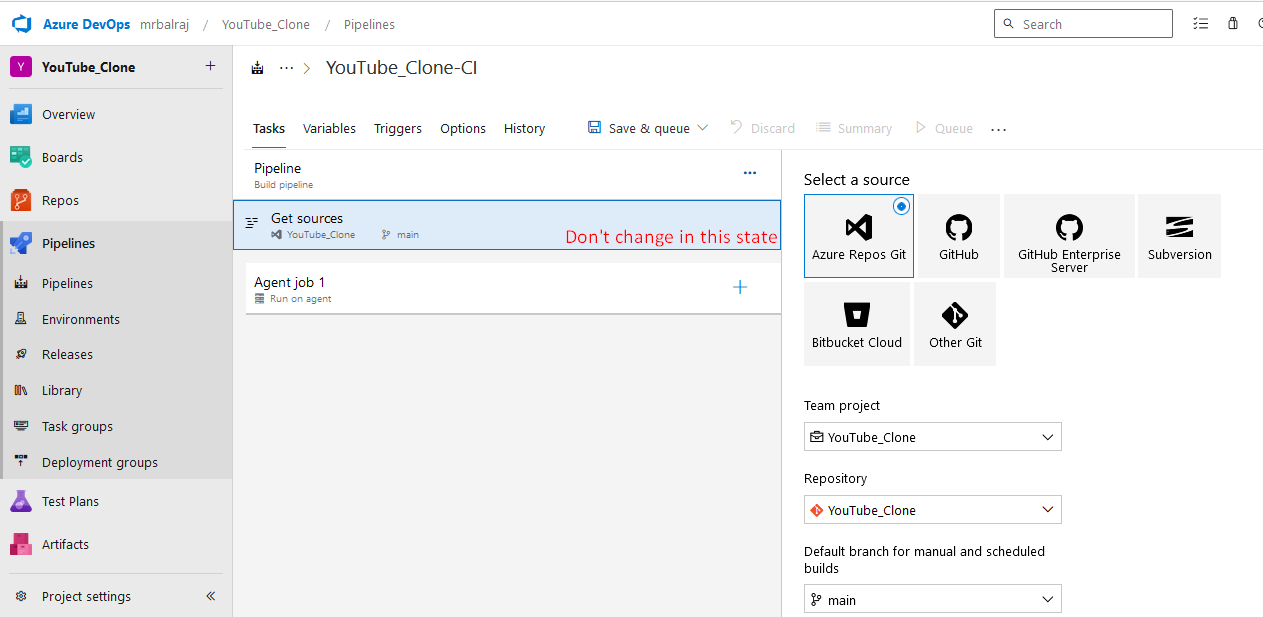 Azure DevOps mrbalraj / YouTube_Clone / Pipelines
Search
Y YouTube_Clone +
Overview
Boards
Repos
Pipelines
Pipelines
Environments
Releases
Library
Task groups
Deployment groups
Test Plans
Artifacts
Project settings
... > YouTube_Clone-CI
Tasks Variables Triggers Options History Save & queue Discard Summary Queue ...
Pipeline
Build pipeline
...
Get sources
YouTube_Clone main
Don't change in this state
Agent job 1
Run on agent
+
Select a source
Azure Repos Git
GitHub
GitHub Enterprise
Server
Subversion
Bitbucket Cloud
Other Git
Team project
YouTube_Clone
Repository
YouTube_Clone
Default branch for manual and scheduled
builds
main